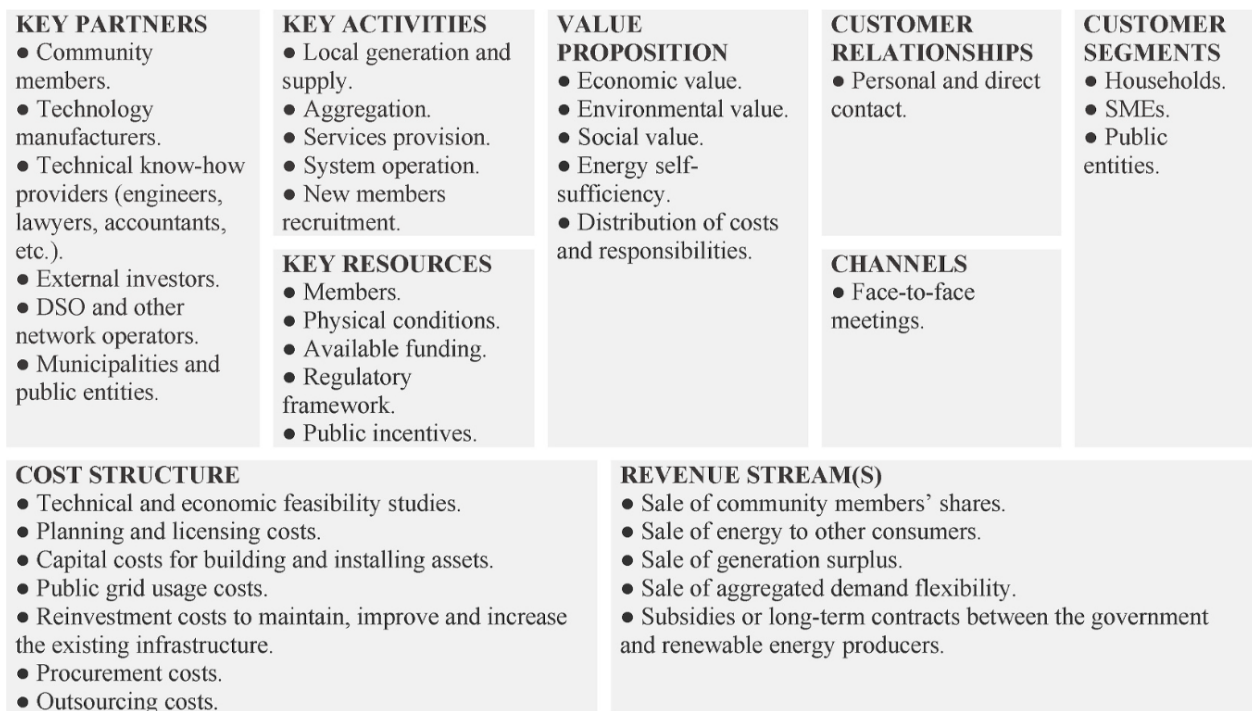 KEY PARTNERS
● Community
members.
● Technology
manufacturers.
● Technical know-how
providers (engineers,
lawyers, accountants,
etc.).
● External investors.
● DSO and other
network operators.
● Municipalities and
public entities.
KEY ACTIVITIES
● Local generation and
supply.
● Aggregation.
● Services provision.
● System operation.
● New members
recruitment.
KEY RESOURCES
● Members.
● Physical conditions.
● Available funding.
● Regulatory
framework.
● Public incentives.
VALUE
PROPOSITION
● Economic value.
● Environmental value.
● Social value.
● Energy self-
sufficiency.
● Distribution of costs
and responsibilities.
CUSTOMER
RELATIONSHIPS
● Personal and direct
contact.
CHANNELS
● Face-to-face
meetings.
CUSTOMER
SEGMENTS
● Households.
● SMEs.
● Public
entities.
COST STRUCTURE
● Technical and economic feasibility studies.
● Planning and licensing costs.
● Capital costs for building and installing assets.
● Public grid usage costs.
● Reinvestment costs to maintain, improve and increase
the existing infrastructure.
● Procurement costs.
● Outsourcing costs.
REVENUE STREAM(S)
● Sale of community members’ shares.
● Sale of energy to other consumers.
● Sale of generation surplus.
● Sale of aggregated demand flexibility.
● Subsidies or long-term contracts between the government
and renewable energy producers.